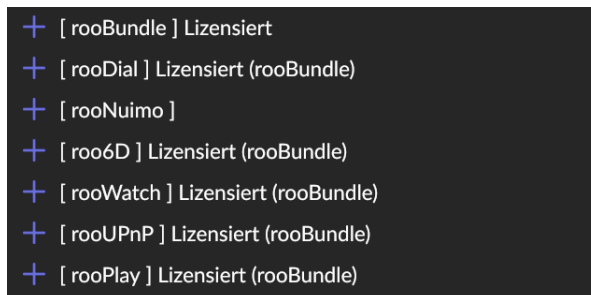 [ rooBundle ] Lizensiert
[ rooDial ] Lizensiert (rooBundle)
[ rooNuimo ]
[ roo6D ] Lizensiert (rooBundle)
[ rooWatch ] Lizensiert (rooBundle)
[ rooUPnP ] Lizensiert (rooBundle)
[ rooPlay ] Lizensiert (rooBundle)